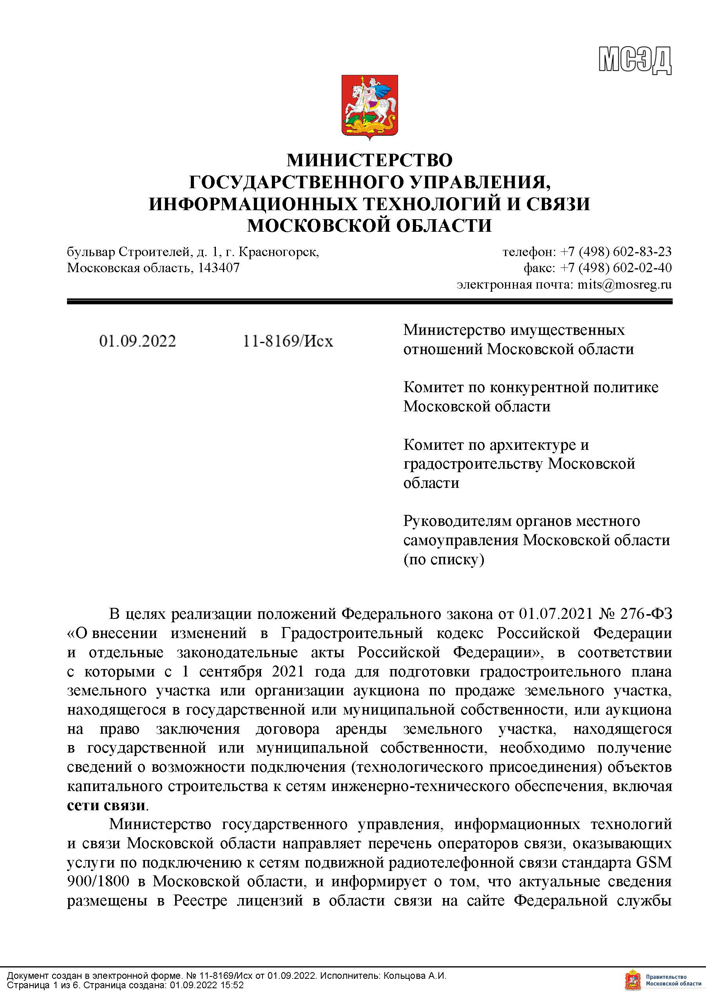 МСЭД
МИНИСТЕРСТВО
ГОСУДАРСТВЕННОГО УПРАВЛЕНИЯ,
ИНФОРМАЦИОННЫХ ТЕХНОЛОГИЙ И СВЯЗИ
МОСКОВСКОЙ ОБЛАСТИ
бульвар Строителей, д. 1, г. Красногорск,
Московская область, 143407
телефон: +7 (498) 602-83-23
факс: +7 (498) 602-02-40
электронная почта: mits@mosreg.ru
01.09.2022 11-8169/Исх
Министерство имущественных
отношений Московской области
Комитет по конкурентной политике
Московской области
Комитет по архитектуре и
градостроительству Московской
области
Руководителям органов местного
самоуправления Московской области
(по списку)
В целях реализации положений Федерального закона от 01.07.2021 № 276-ФЗ
«О внесении изменений в Градостроительный кодекс Российской Федерации
и отдельные законодательные акты Российской Федерации», в соответствии
с которыми с 1 сентября 2021 года для подготовки градостроительного плана
земельного участка или организации аукциона по продаже земельного участка,
находящегося в государственной или муниципальной собственности, или аукциона
на право заключения договора аренды земельного участка, находящегося
в государственной или муниципальной собственности, необходимо получение
сведений о возможности подключения (технологического присоединения) объектов
капитального строительства к сетям инженерно-технического обеспечения, включая
сети связи.
Министерство государственного управления, информационных технологий
и связи Московской области направляет перечень операторов связи, оказывающих
услуги по подключению к сетям подвижной радиотелефонной связи стандарта GSM
900/1800 в Московской области, и информирует о том, что актуальные сведения
размещены в Реестре лицензий в области связи на сайте Федеральной службы
Документ создан в электронной форме. № 11-8169/Исх от 01.09.2022. Исполнитель: Кольцова А.И.
Страница 1 из 6. Страница создана: 01.09.2022 15:52
Правительство
Московской области